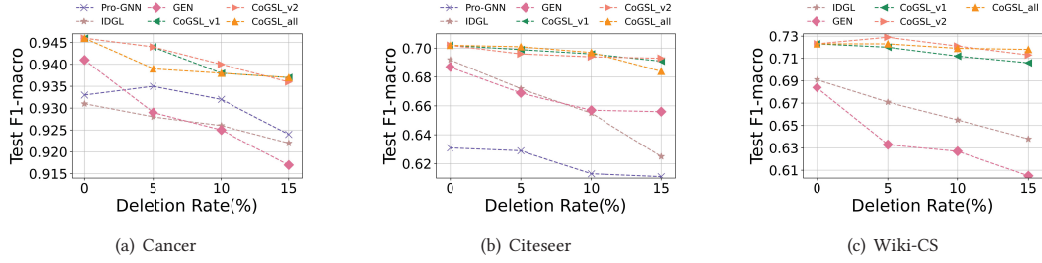 Pro-GNN GEN CoGSL_v2
IDGL CoGSL_v1 CoGSL_all
0.945
0.940
0.935
0.930
0.925
0.920
0.915
Test F1-macro
0 5 10 15
Deletion Rate(%)
(a) Cancer
Pro-GNN GEN CoGSL_v2
IDGL CoGSL_v1 CoGSL_all
0.70
0.68
0.66
0.64
0.62
Test F1-macro
0 5 10 15
Deletion Rate(%)
(b) Citeseer
IDGL CoGSL_v1 CoGSL_all
GEN CoGSL_v2
0.73
0.71
0.69
0.67
0.65
0.63
0.61
Test F1-macro
0 5 10 15
Deletion Rate(%)
(c) Wiki-CS